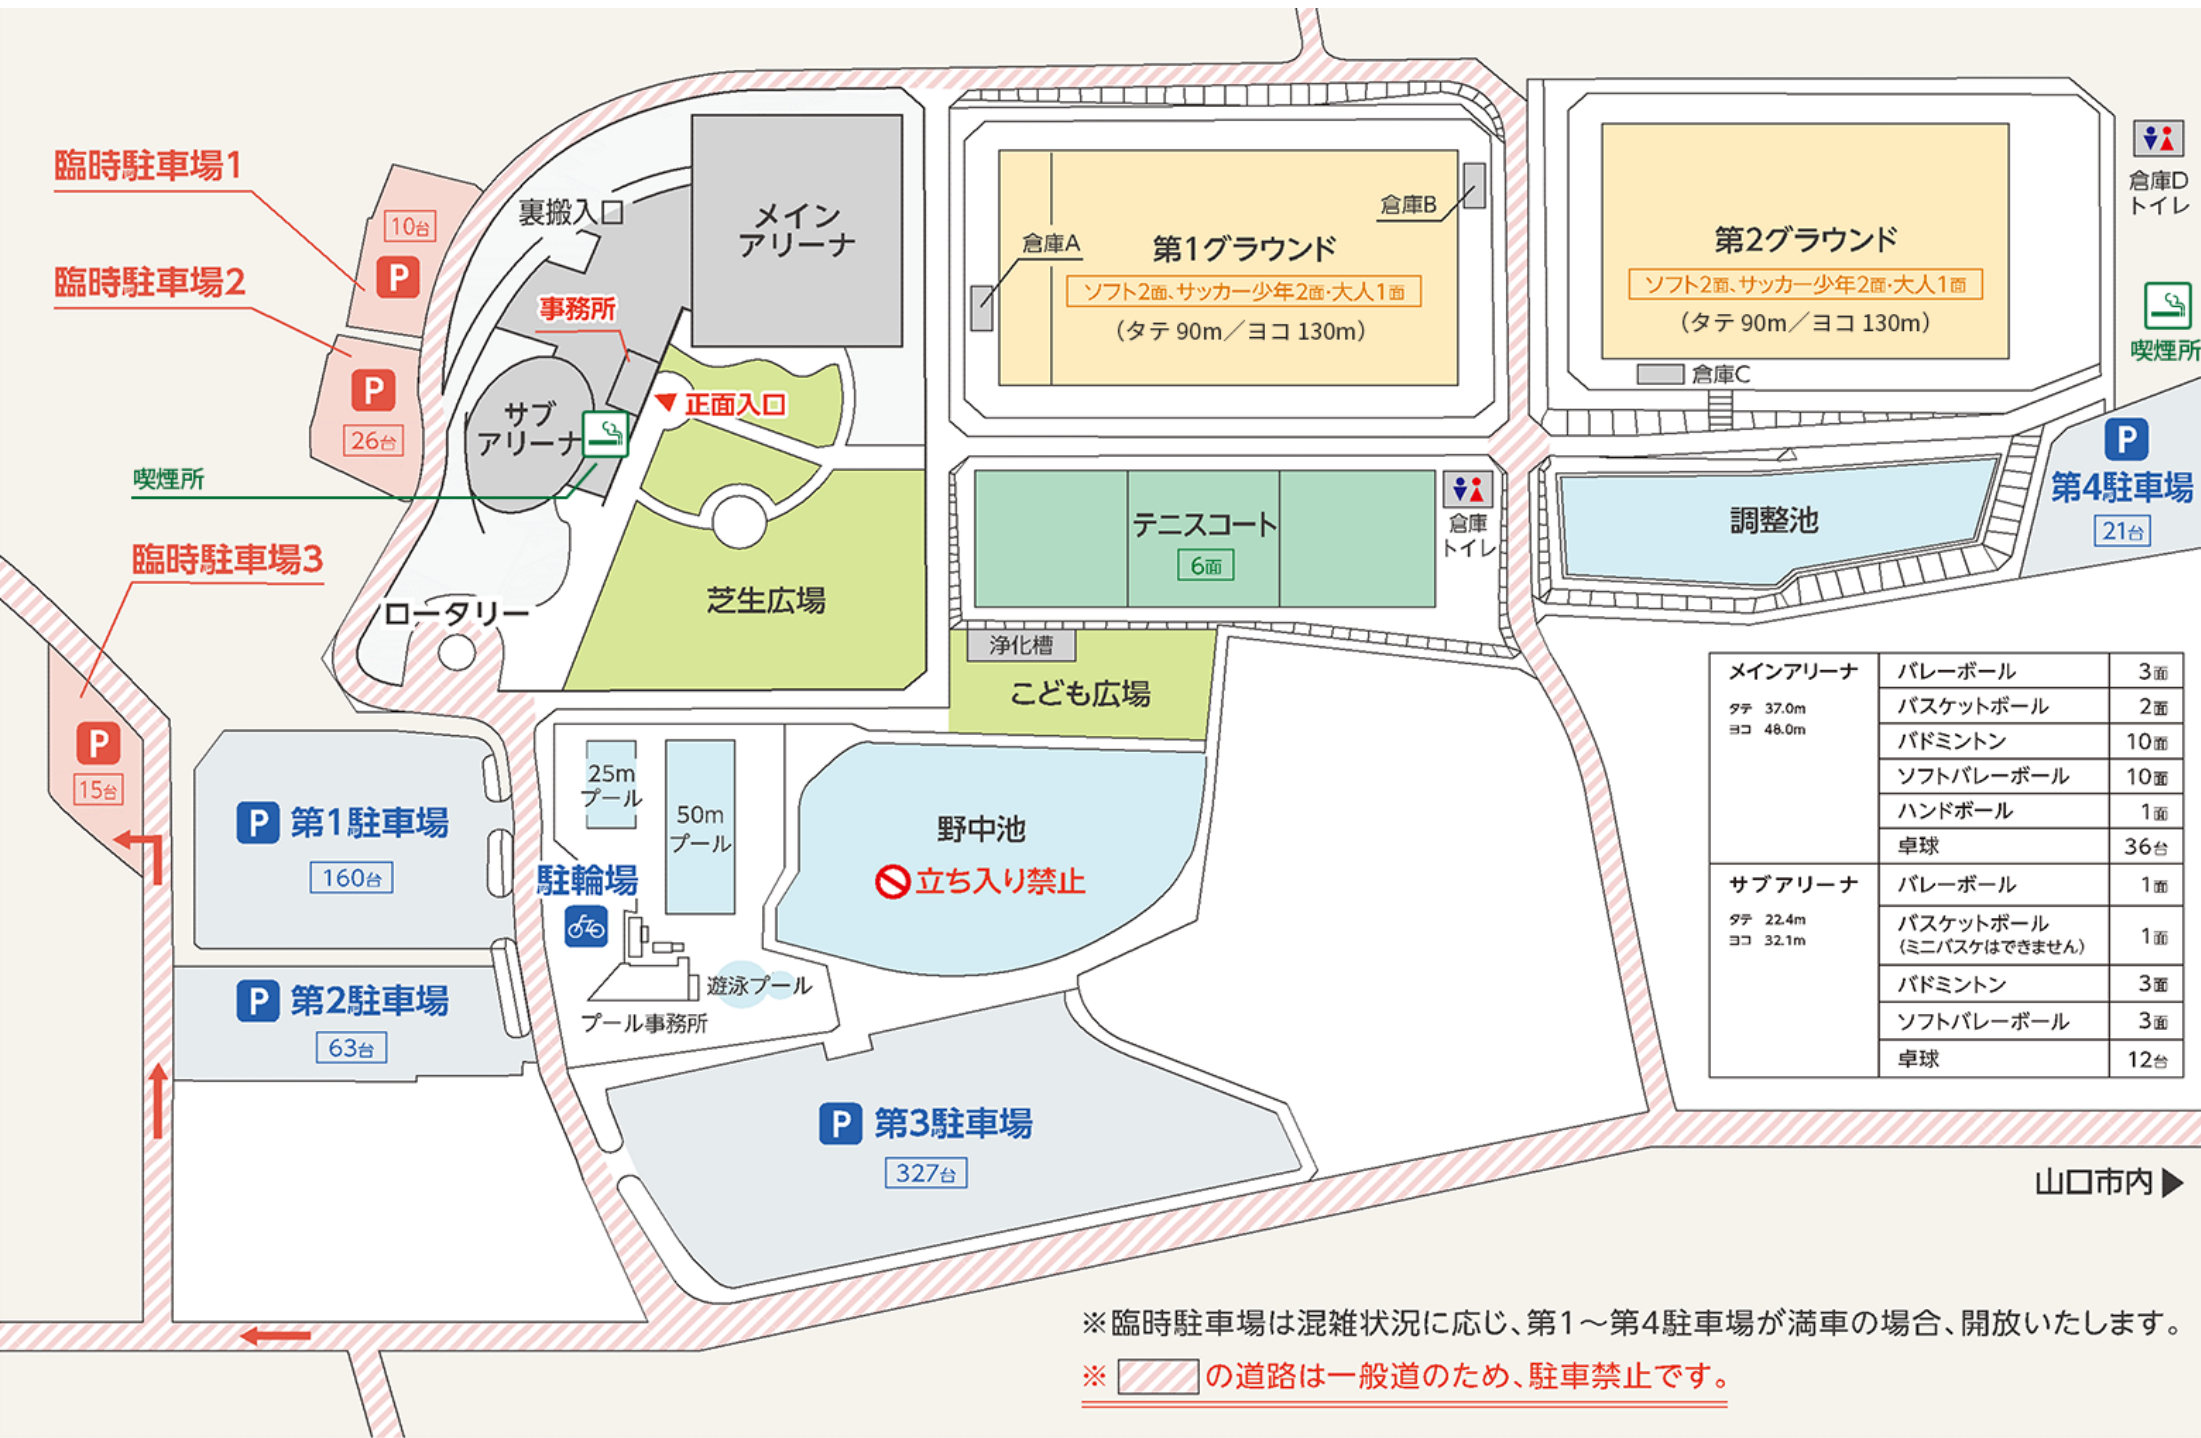 臨時駐車場1
10台
P
臨時駐車場2
P
26台
裏搬入口
メイン
アリーナ
事務所
正面入口
サブ
アリーナ
喫煙所
臨時駐車場3
P
15台
ロータリー
芝生広場
倉庫A
倉庫B
第1グラウンド
ソフト2面、サッカー少年2面・大人1面
(タテ 90m/ヨコ 130m)
第2グラウンド
ソフト2面、サッカー少年2面・大人1面
(タテ 90m/ヨコ 130m)
倉庫C
倉庫D
トイレ
喫煙所
テニスコート
6面
倉庫
トイレ
調整池
P
第4駐車場
21台
浄化槽
こども広場
P 第1駐車場
160台
P 第2駐車場
63台
25m
プール
50m
プール
駐輪場
遊泳プール
プール事務所
野中池
立ち入り禁止
P 第3駐車場
327台
メインアリーナ
タテ 37.0m
ヨコ 48.0m
バレーボール 3面
バスケットボール 2面
バドミントン 10面
ソフトバレーボール 10面
ハンドボール 1面
卓球 36台
サブアリーナ
タテ 22.4m
ヨコ 32.1m
バレーボール 1面
バスケットボール
(ミニバスケはできません) 1面
バドミントン 3面
ソフトバレーボール 3面
卓球 12台
山口市内▶
※臨時駐車場は混雑状況に応じ、第1〜第4駐車場が満車の場合、開放いたします。
※ の道路は一般道のため、駐車禁止です。